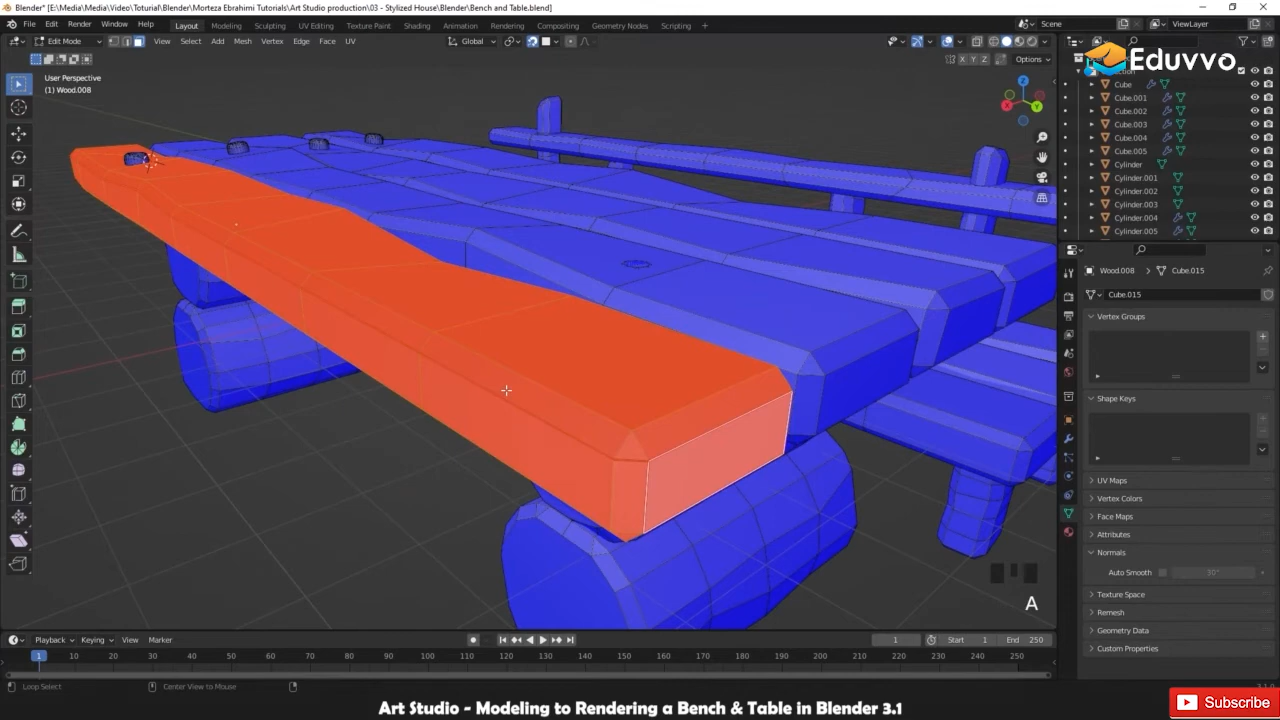 Blender* [E:\Media\Media\Video\Toturial\Blender\Morteza Ebrahimi Tutorials\Art Studio production\03 - Stylized House\Blender\Bench and Table.blend]
File Edit Render Window Help Layout Modeling Sculpting UV Editing Texture Paint Shading Animation Rendering Compositing Geometry Nodes Scripting Scene ViewLayer
Edit Mode View Select Add Mesh Vertex Edge Face UV Global
X Y Z Options
Eduvvo
User Perspective
(1) Wood.008
Z
X
Y
Cube
Cube.001
Cube.002
Cube.003
Cube.004
Cube.005
Cylinder
Cylinder.001
Cylinder.002
Cylinder.003
Cylinder.004
Cylinder.005
Wood.008 Cube.015
Cube.015
Vertex Groups
Shape Keys
UV Maps
Vertex Colors
Face Maps
Attributes
Normals
Auto Smooth 30°
Texture Space
Remesh
Geometry Data
Custom Properties
A
Playback Keying View Marker 1 Start 1 End 250
1 10 20 30 40 50 60 70 80 90 100 110 120 130 140 150 160 170 180 190 200 210 220 230 240 250
Loop Select Center View to Mouse
Art Studio - Modeling to Rendering a Bench & Table in Blender 3.1
Subscribe